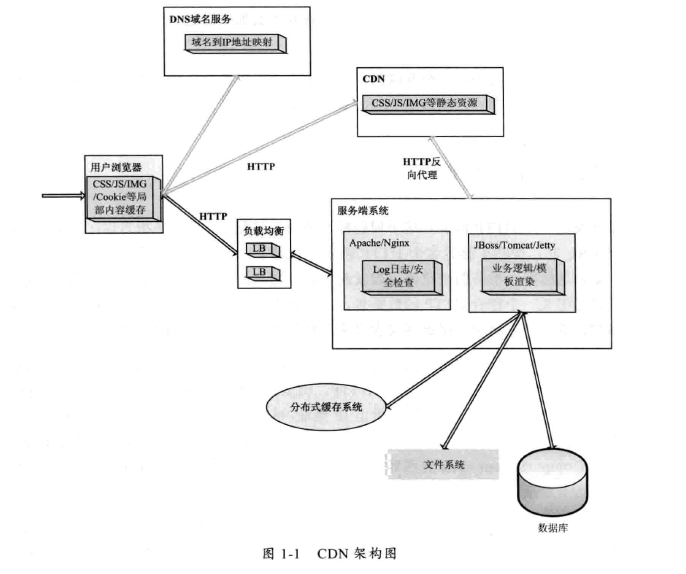 DNS域名服务
域名到IP地址映射
CDN
CSS/JS/IMG等静态资源
用户浏览器
CSS/JS/IMG
/Cookie等局
部内容缓存
HTTP
HTTP反
向代理
HTTP
负载均衡
LB
LB
服务端系统
Apache/Nginx
Log日志/安
全检查
JBoss/Tomcat/Jetty
业务逻辑/模
板渲染
分布式缓存系统
文件系统
数据库
图 1-1 CDN 架构图